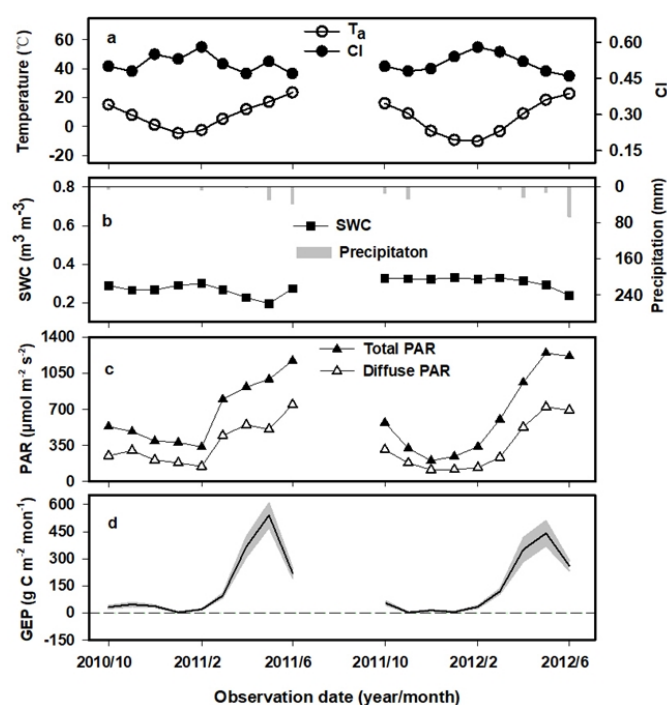 a
Ta
CI
Temperature (℃)
60
40
20
0
-20
0.60
0.45
0.30
0.15
CI
b
SWC
Precipitaton
SWC (m3 m-3)
0.8
0.6
0.4
0.2
0
80
160
240
Precipitation (mm)
c
Total PAR
Diffuse PAR
PAR (μmol m-2 s-2)
1400
1050
700
350
0
d
GEP (g C m-2 mon-1)
600
450
300
150
0
-150
2010/10 2011/2 2011/6 2011/10 2012/2 2012/6
Observation date (year/month)